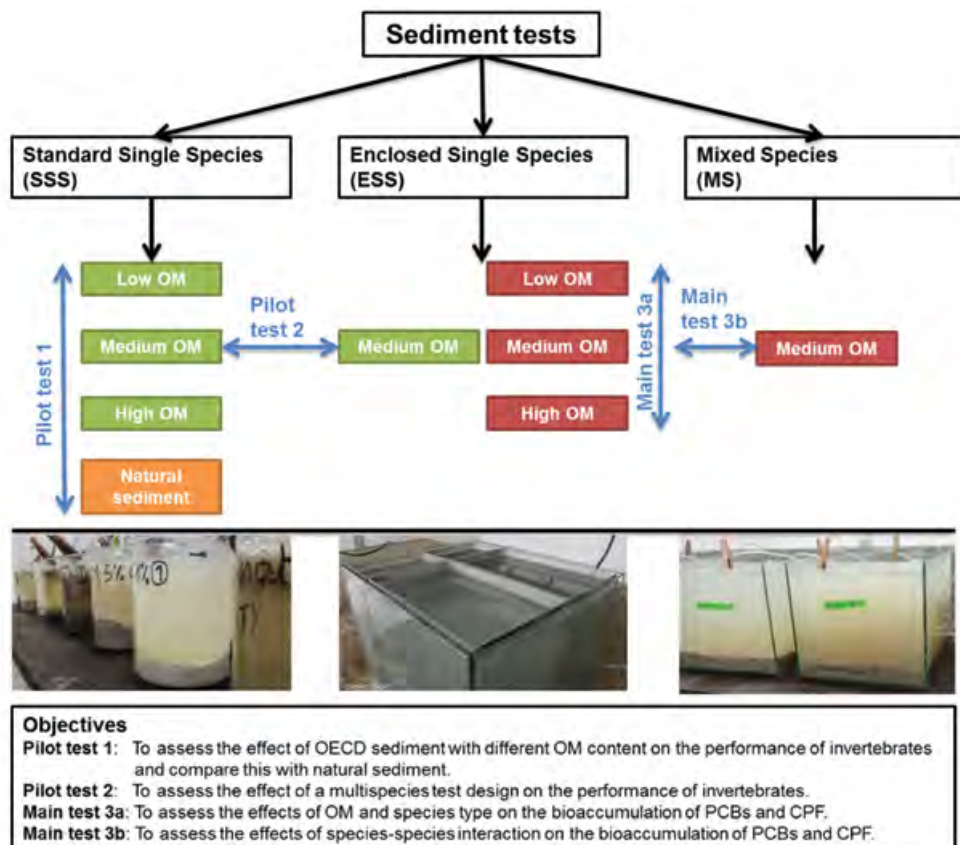 Sediment tests
Standard Single Species
(SSS)
Enclosed Single Species
(ESS)
Mixed Species
(MS)
Pilot test 1
Low OM
Medium OM
High OM
Natural
sediment
Pilot
test 2
Medium OM
Low OM
Medium OM
High OM
Main test 3a
Main
test 3b
Medium OM
Objectives
Pilot test 1: To assess the effect of OECD sediment with different OM content on the performance of invertebrates
and compare this with natural sediment.
Pilot test 2: To assess the effect of a multispecies test design on the performance of invertebrates.
Main test 3a: To assess the effects of OM and species type on the bioaccumulation of PCBs and CPF.
Main test 3b: To assess the effects of species-species interaction on the bioaccumulation of PCBs and CPF.